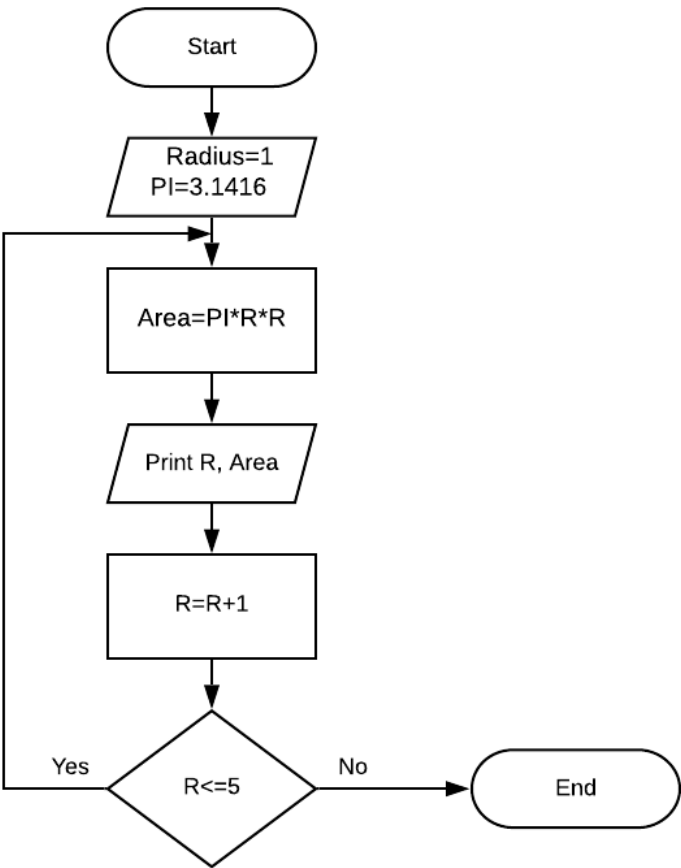 Start
Radius=1
PI=3.1416
Area=PI*R*R
Print R, Area
R=R+1
R<=5
Yes
No
End